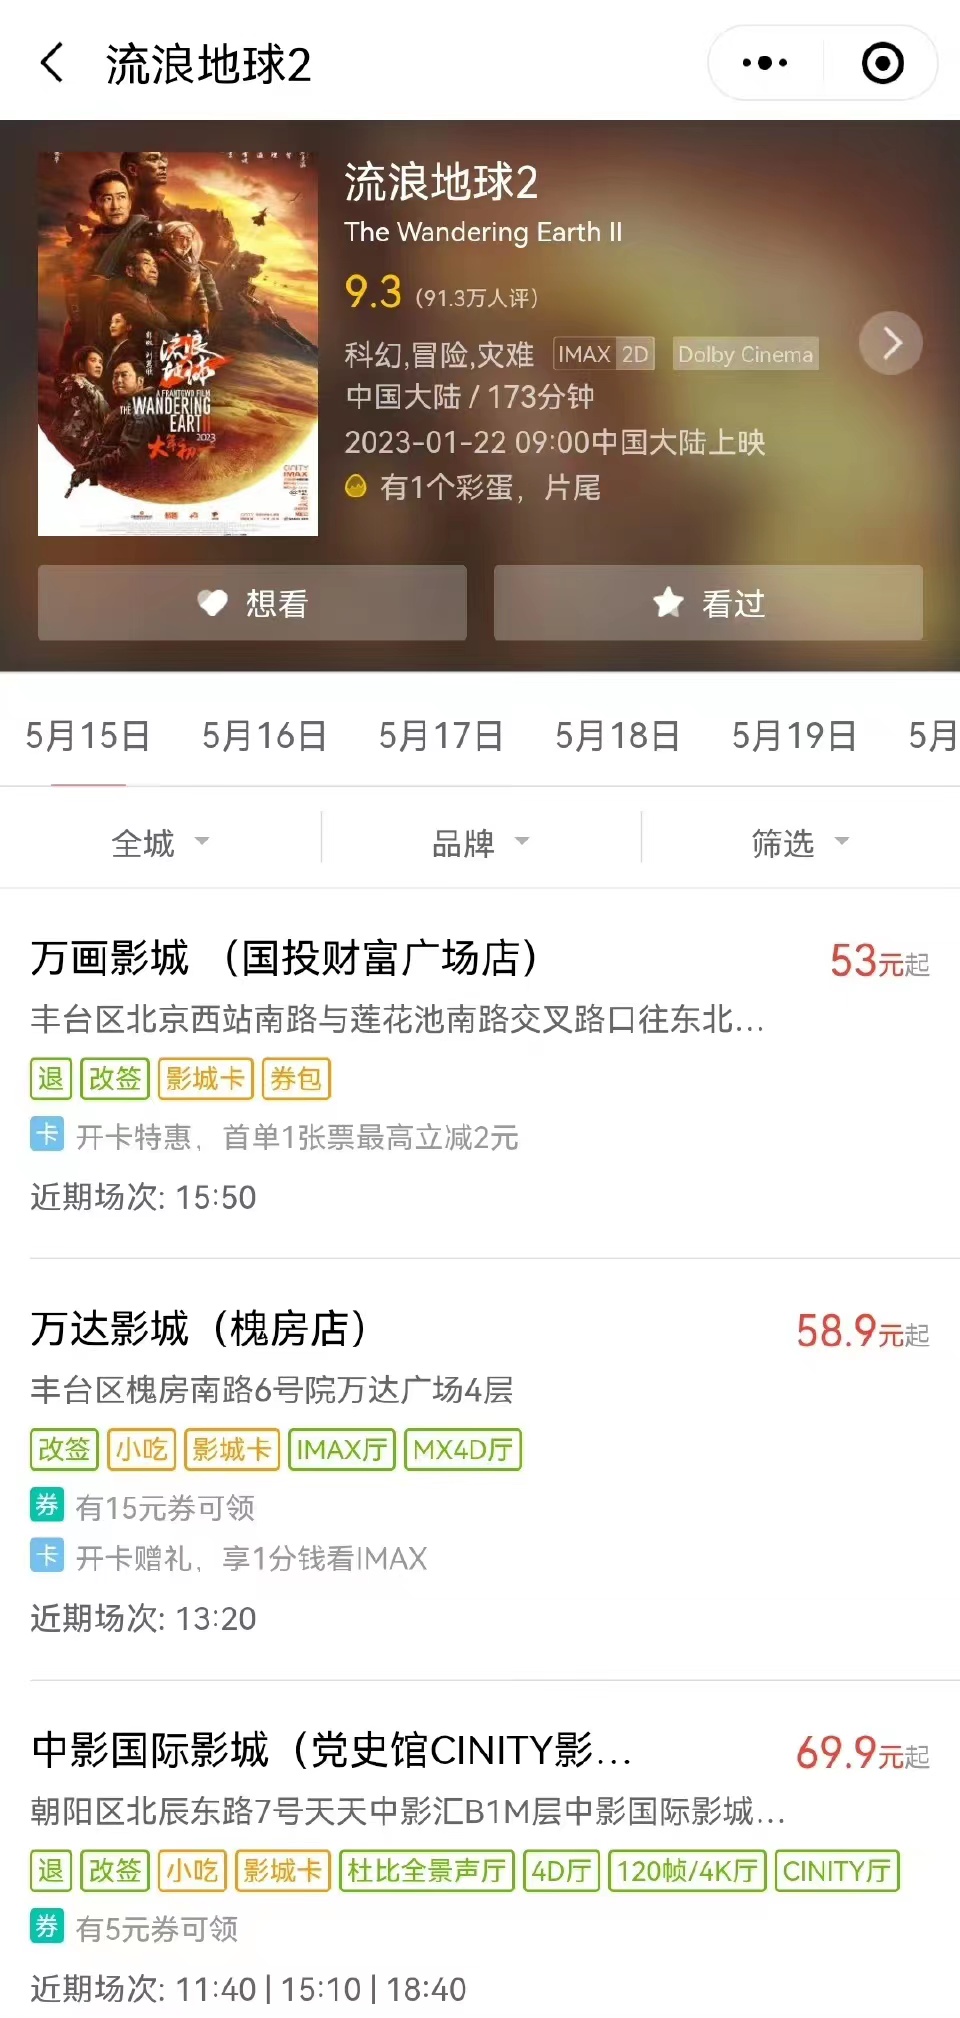 流浪地球2
流浪地球2
The Wandering Earth II
9.3 (91.3万人评)
科幻,冒险,灾难 IMAX 2D Dolby Cinema
中国大陆 / 173分钟
2023-01-22 09:00中国大陆上映
有1个彩蛋，片尾
流浪
地球
A FRANTGWO FILM
THE WANDERING
EARTH II
2023
大年初一
想看 看过
5月15日 5月16日 5月17日 5月18日 5月19日 5月
全城 品牌 筛选
万画影城 （国投财富广场店） 53元起
丰台区北京西站南路与莲花池南路交叉路口往东北...
退 改签 影城卡 券包
卡 开卡特惠，首单1张票最高立减2元
近期场次: 15:50
万达影城（槐房店） 58.9元起
丰台区槐房南路6号院万达广场4层
改签 小吃 影城卡 IMAX厅 MX4D厅
券 有15元券可领
卡 开卡赠礼，享1分钱看IMAX
近期场次: 13:20
中影国际影城（党史馆CINITY影... 69.9元起
朝阳区北辰东路7号天天中影汇B1M层中影国际影城...
退 改签 小吃 影城卡 杜比全景声厅 4D厅 120帧/4K厅 CINITY厅
券 有5元券可领
近期场次: 11:40 | 15:10 | 18:40